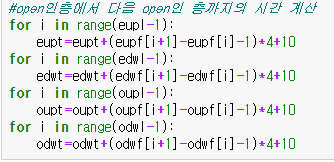 #open인층에서 다음 open인 층까지의 시간 계산
for i in range(eupl-1):
    eupt=eupt+(eupf[i+1]-eupf[i]-1)*4+10
for i in range(edwl-1):
    edwt=edwt+(edwf[i+1]-edwf[i]-1)*4+10
for i in range(oupl-1):
    oupt=oupt+(oupf[i+1]-oupf[i]-1)*4+10
for i in range(odwl-1):
    odwt=odwt+(odwf[i+1]-odwf[i]-1)*4+10